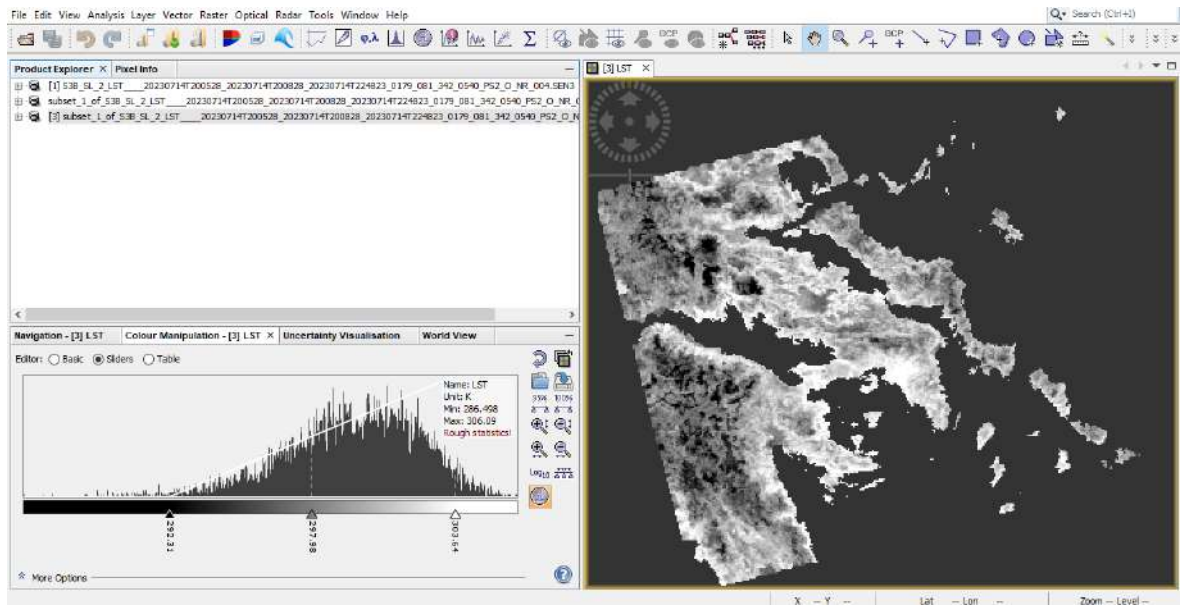 File Edit View Analysis Layer Vector Raster Optical Radar Tools Window Help
Search (Ctrl+I)
Product Explorer × Pixel Info
[3] LST ×
[1] S3B_SL_2_LST____20230714T200528_20230714T200828_20230714T224823_0179_081_342_0540_PS2_O_NR_004.SEN3
subset_1_of_S3B_SL_2_LST____20230714T200528_20230714T200828_20230714T224823_0179_081_342_0540_PS2_O_NR_
[3] subset_1_of_S3B_SL_2_LST____20230714T200528_20230714T200828_20230714T224823_0179_081_342_0540_PS2_O_N
Navigation - [3] LST
Colour Manipulation - [3] LST ×
Uncertainty Visualisation
World View
Editor: Basic Sliders Table
Name: LST
Unit: K
Min: 286.498
Max: 306.09
Rough statistics!
95% 100%
Log10
292.31
297.98
303.64
More Options
X -- Y -- Lat -- Lon -- Zoom -- Level --